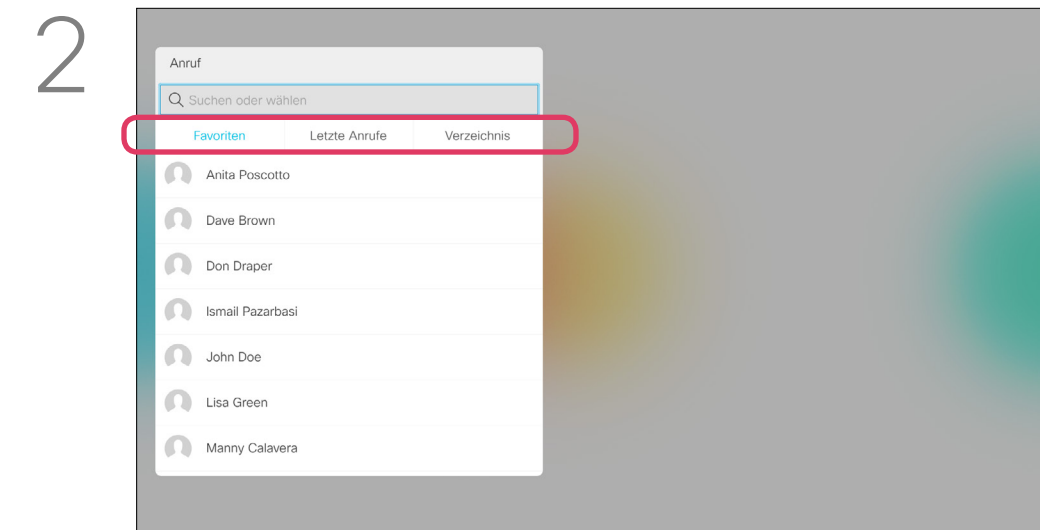 2
Anruf
Suchen oder wählen
Favoriten Letzte Anrufe Verzeichnis
Anita Poscotto
Dave Brown
Don Draper
Ismail Pazarbasi
John Doe
Lisa Green
Manny Calavera